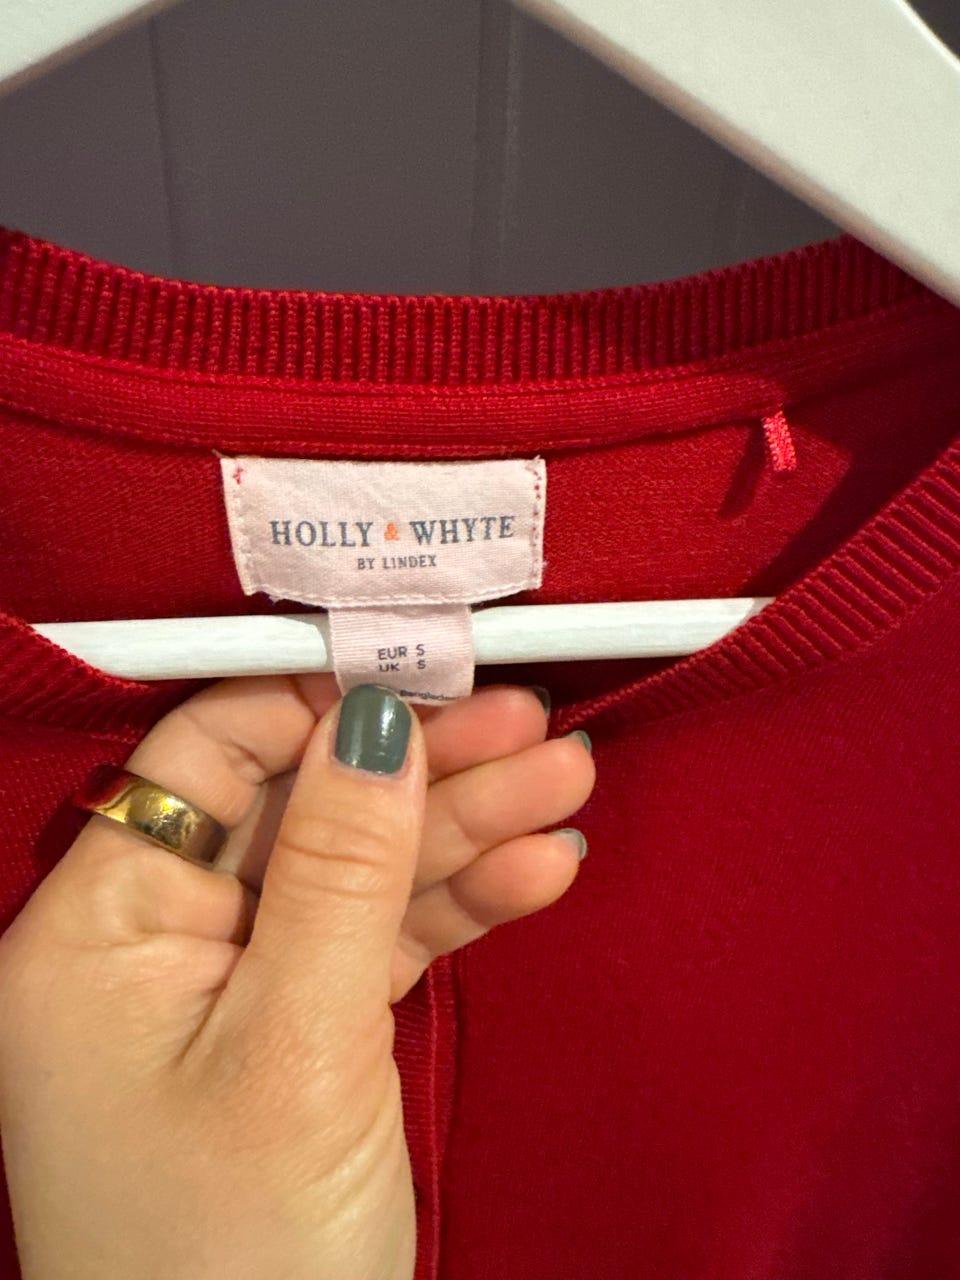 HOLLY & WHYTE
BY LINDEX
EUR S
UK S